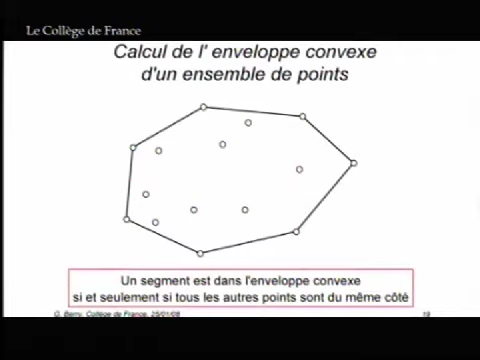 Le Collège de France
Calcul de l' enveloppe convexe
d'un ensemble de points
Un segment est dans l'enveloppe convexe
si et seulement si tous les autres points sont du même côté
G. Berry, Collège de France, 25/01/08